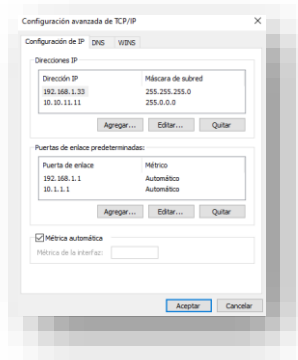 Configuración avanzada de TCP/IP
Configuración de IP DNS WINS
Direcciones IP
Dirección IP Máscara de subred
192.168.1.33 255.255.255.0
10.10.11.11 255.0.0.0
Agregar... Editar... Quitar
Puertas de enlace predeterminadas:
Puerta de enlace Métrico
192.168.1.1 Automático
10.1.1.1 Automático
Agregar... Editar... Quitar
Métrica automática
Métrica de la interfaz:
Aceptar Cancelar